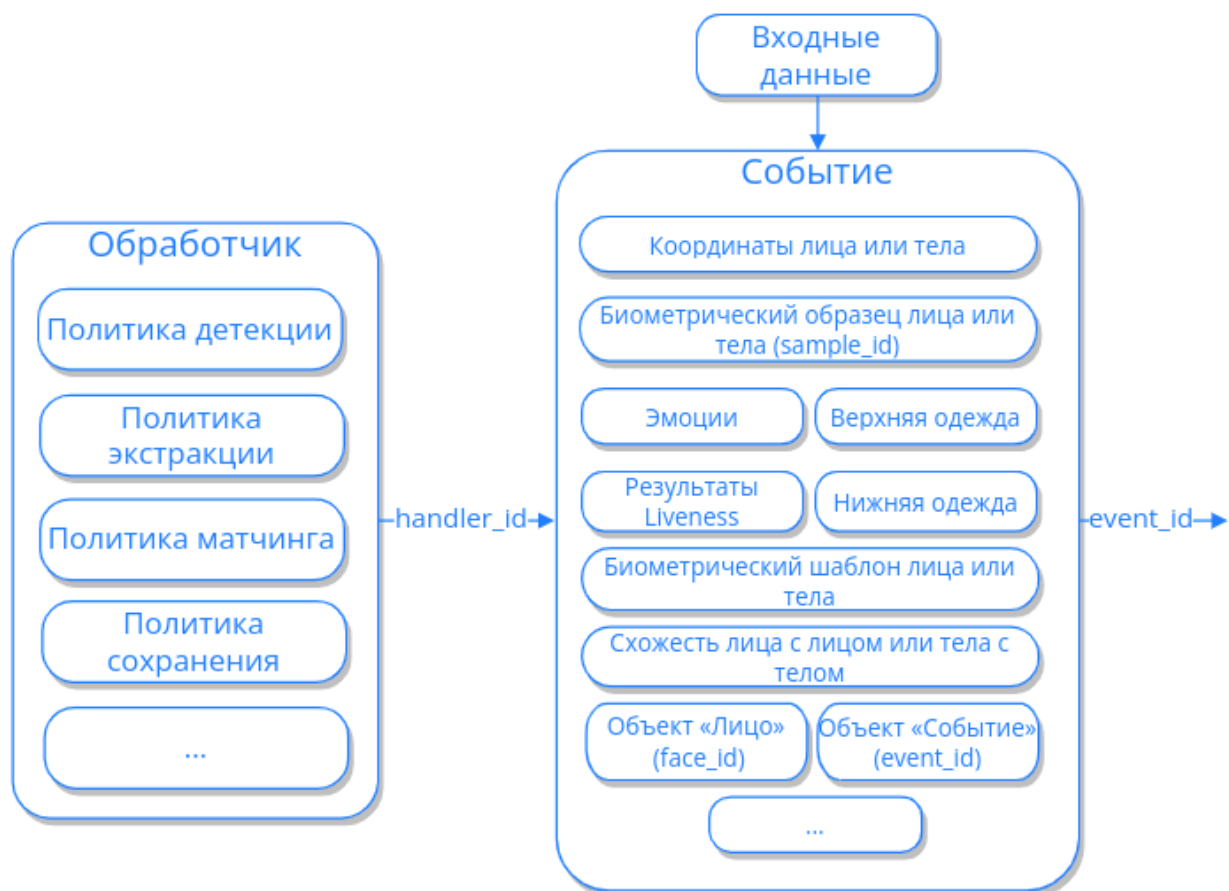 Входные
данные
Обработчик
Политика детекции
Политика
экстракции
Политика матчинга
Политика
сохранения
...
handler_id
Событие
Координаты лица или тела
Биометрический образец лица или
тела (sample_id)
Эмоции
Верхняя одежда
Результаты
Liveness
Нижняя одежда
Биометрический шаблон лица или
тела
Схожесть лица с лицом или тела с
телом
Объект «Лицо»
(face_id)
Объект «Событие»
(event_id)
...
event_id